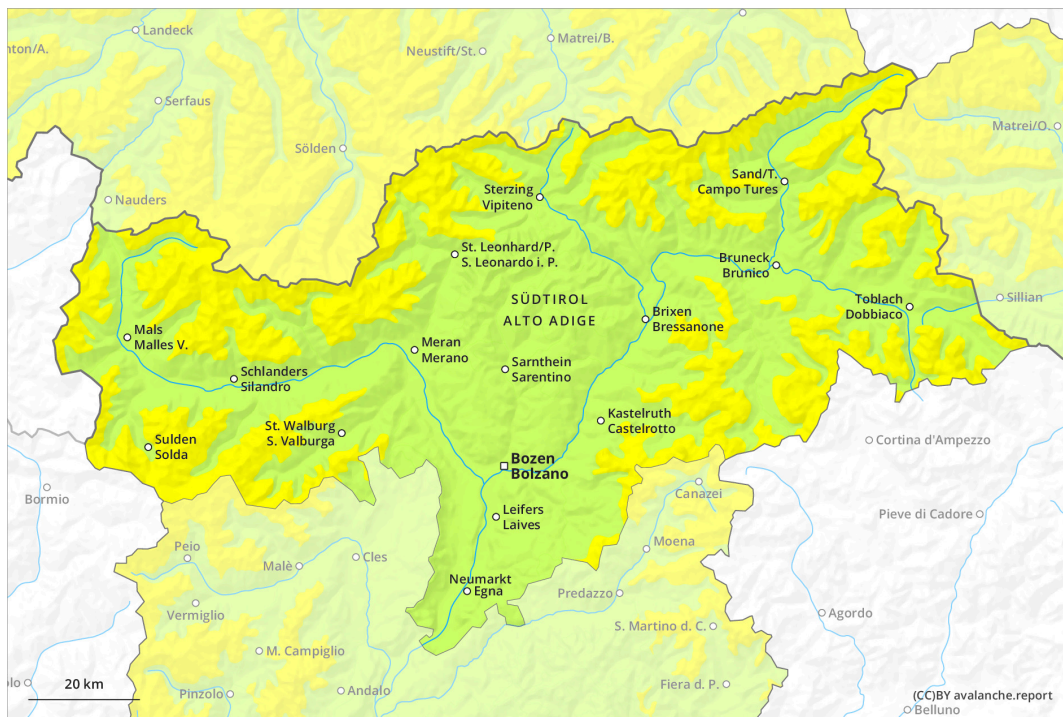 Landeck
nton/A.
Matrei/B.
Neustift/St.
Serfaus
Matrei/O.
Sölden
Nauders
Sand/T.
Campo Tures
Sterzing
Vipiteno
St. Leonhard/P.
S. Leonardo i. P.
Bruneck
Brunico
SÜDTIROL
ALTO ADIGE
Toblach
Dobbiaco
Sillian
Brixen
Bressanone
Mals
Malles V.
Meran
Merano
Schlanders
Silandro
Sarnthein
Sarentino
Kastelruth
Castelrotto
St. Walburg
S. Valburga
Sulden
Solda
Cortina d'Ampezzo
Bozen
Bolzano
Bormio
Canazei
Leifers
Laives
Pieve di Cadore
Moena
Peio
Cles
Malè
Neumarkt
Egna
Predazzo
Vermiglio
Agordo
S. Martino d. C.
M. Campiglio
20 km
olo
Pinzolo
Andalo
Fiera d. P.
(CC)BY avalanche.report
Belluno